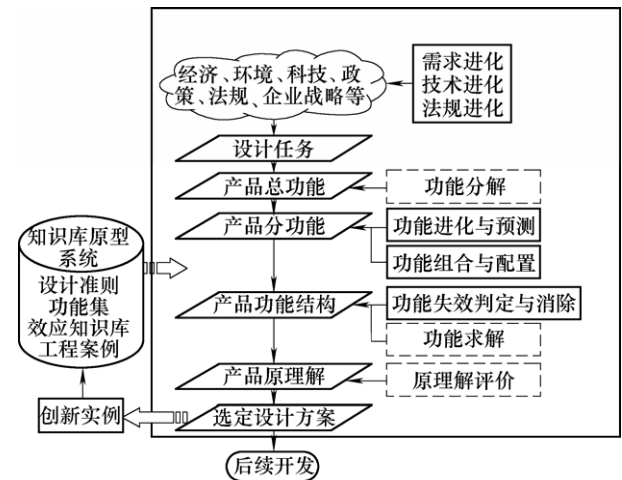 经济、环境、科技、政
策、法规、企业战略等
需求进化
技术进化
法规进化
设计任务
产品总功能
功能分解
产品分功能
功能进化与预测
功能组合与配置
知识库原型
系统
设计准则
功能集
效应知识库
工程案例
产品功能结构
功能失效判定与消除
功能求解
产品原理解
原理解评价
创新实例
选定设计方案
后续开发